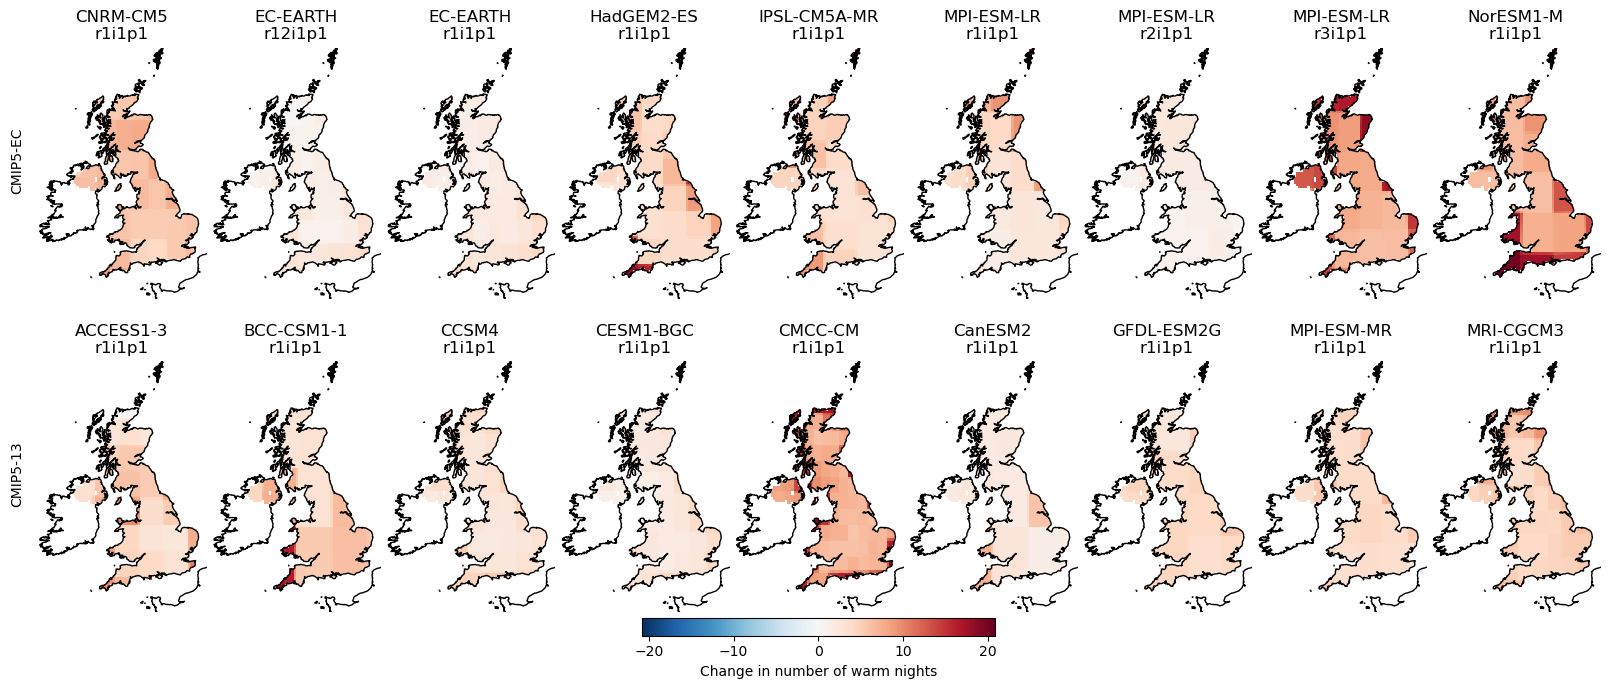 CNRM-CM5
r1i1p1
EC-EARTH
r12i1p1
EC-EARTH
r1i1p1
HadGEM2-ES
r1i1p1
IPSL-CM5A-MR
r1i1p1
MPI-ESM-LR
r1i1p1
MPI-ESM-LR
r2i1p1
MPI-ESM-LR
r3i1p1
NorESM1-M
r1i1p1
CMIP5-EC
ACCESS1-3
r1i1p1
BCC-CSM1-1
r1i1p1
CCSM4
r1i1p1
CESM1-BGC
r1i1p1
CMCC-CM
r1i1p1
CanESM2
r1i1p1
GFDL-ESM2G
r1i1p1
MPI-ESM-MR
r1i1p1
MRI-CGCM3
r1i1p1
CMIP5-13
−20 −10 0 10 20
Change in number of warm nights